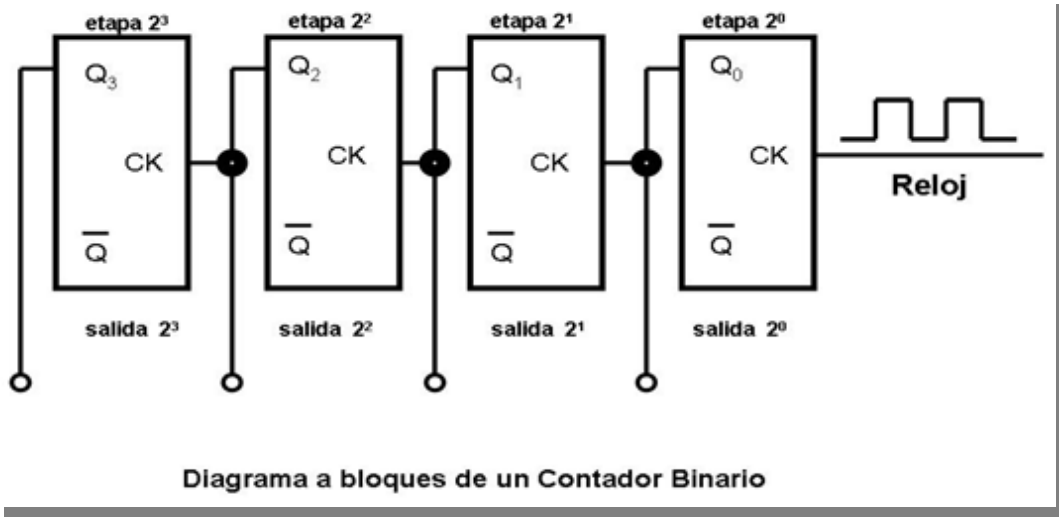 etapa 2³ etapa 2² etapa 2¹ etapa 2⁰
Q₃ Q₂ Q₁ Q₀
CK CK CK CK
Reloj
Q̅ Q̅ Q̅ Q̅
salida 2³ salida 2² salida 2¹ salida 2⁰
Diagrama a bloques de un Contador Binario